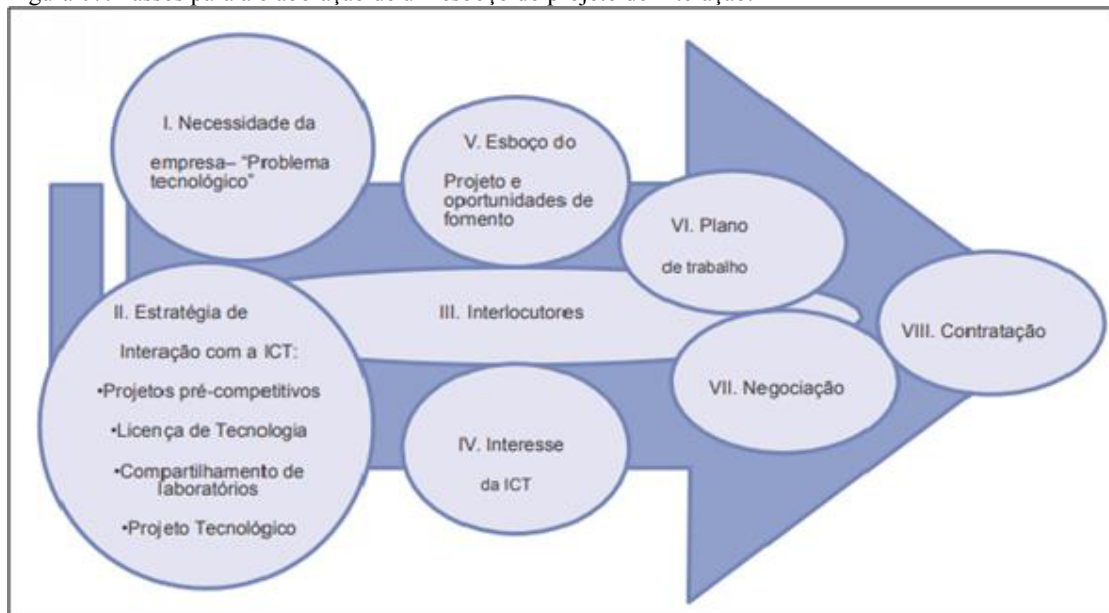 I. Necessidade da
empresa– "Problema
tecnológico"
II. Estratégia de
Interação com a ICT:
•Projetos pré-competitivos
•Licença de Tecnologia
•Compartilhamento de
laboratórios
•Projeto Tecnológico
III. Interlocutores
IV. Interesse
da ICT
V. Esboço do
Projeto e
oportunidades de
fomento
VI. Plano
de trabalho
VII. Negociação
VIII. Contratação